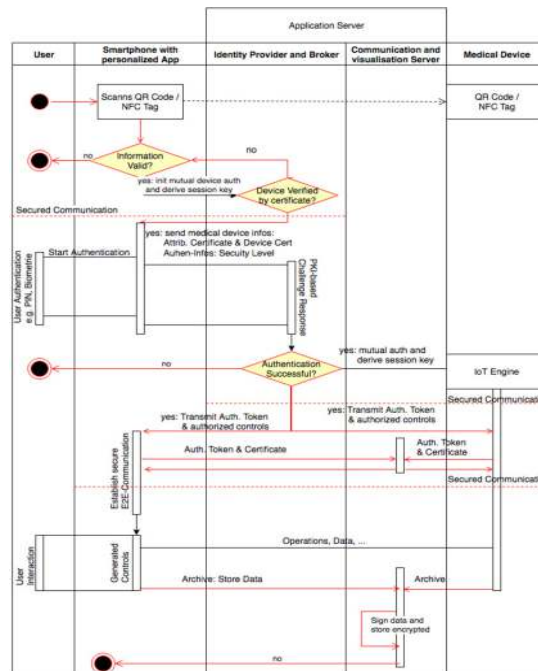 Application Server
User
Smartphone with
personalized App
Identity Provider and Broker
Communication and
visualisation Server
Medical Device
Scanns QR Code /
NFC Tag
QR Code /
NFC Tag
no
Information
Valid?
no
yes: init mutual device auth
and derive session key
Device Verified
by certificate?
Secured Communication
yes: send medical device infos:
Attrib. Certificate & Device Cert
Auhen-Infos: Secuity Level
Start Authentication
User Authentication
e.g. PIN, Biometrie
PKI-based
Challenge Response
no
Authentication
Successful?
yes: mutual auth and
derive session key
IoT Engine
Secured Communication
yes: Transmit Auth. Token
& authorized controls
yes: Transmit Auth. Token
& authorized controls
Establish secure
E2E-Communication
Auth. Token & Certificate
Auth. Token
& Certificate
Secured Communication
User
Interaction
Generated
Controls
Operations, Data, ...
Archive: Store Data
Archive
Sign data and
store encrypted
no